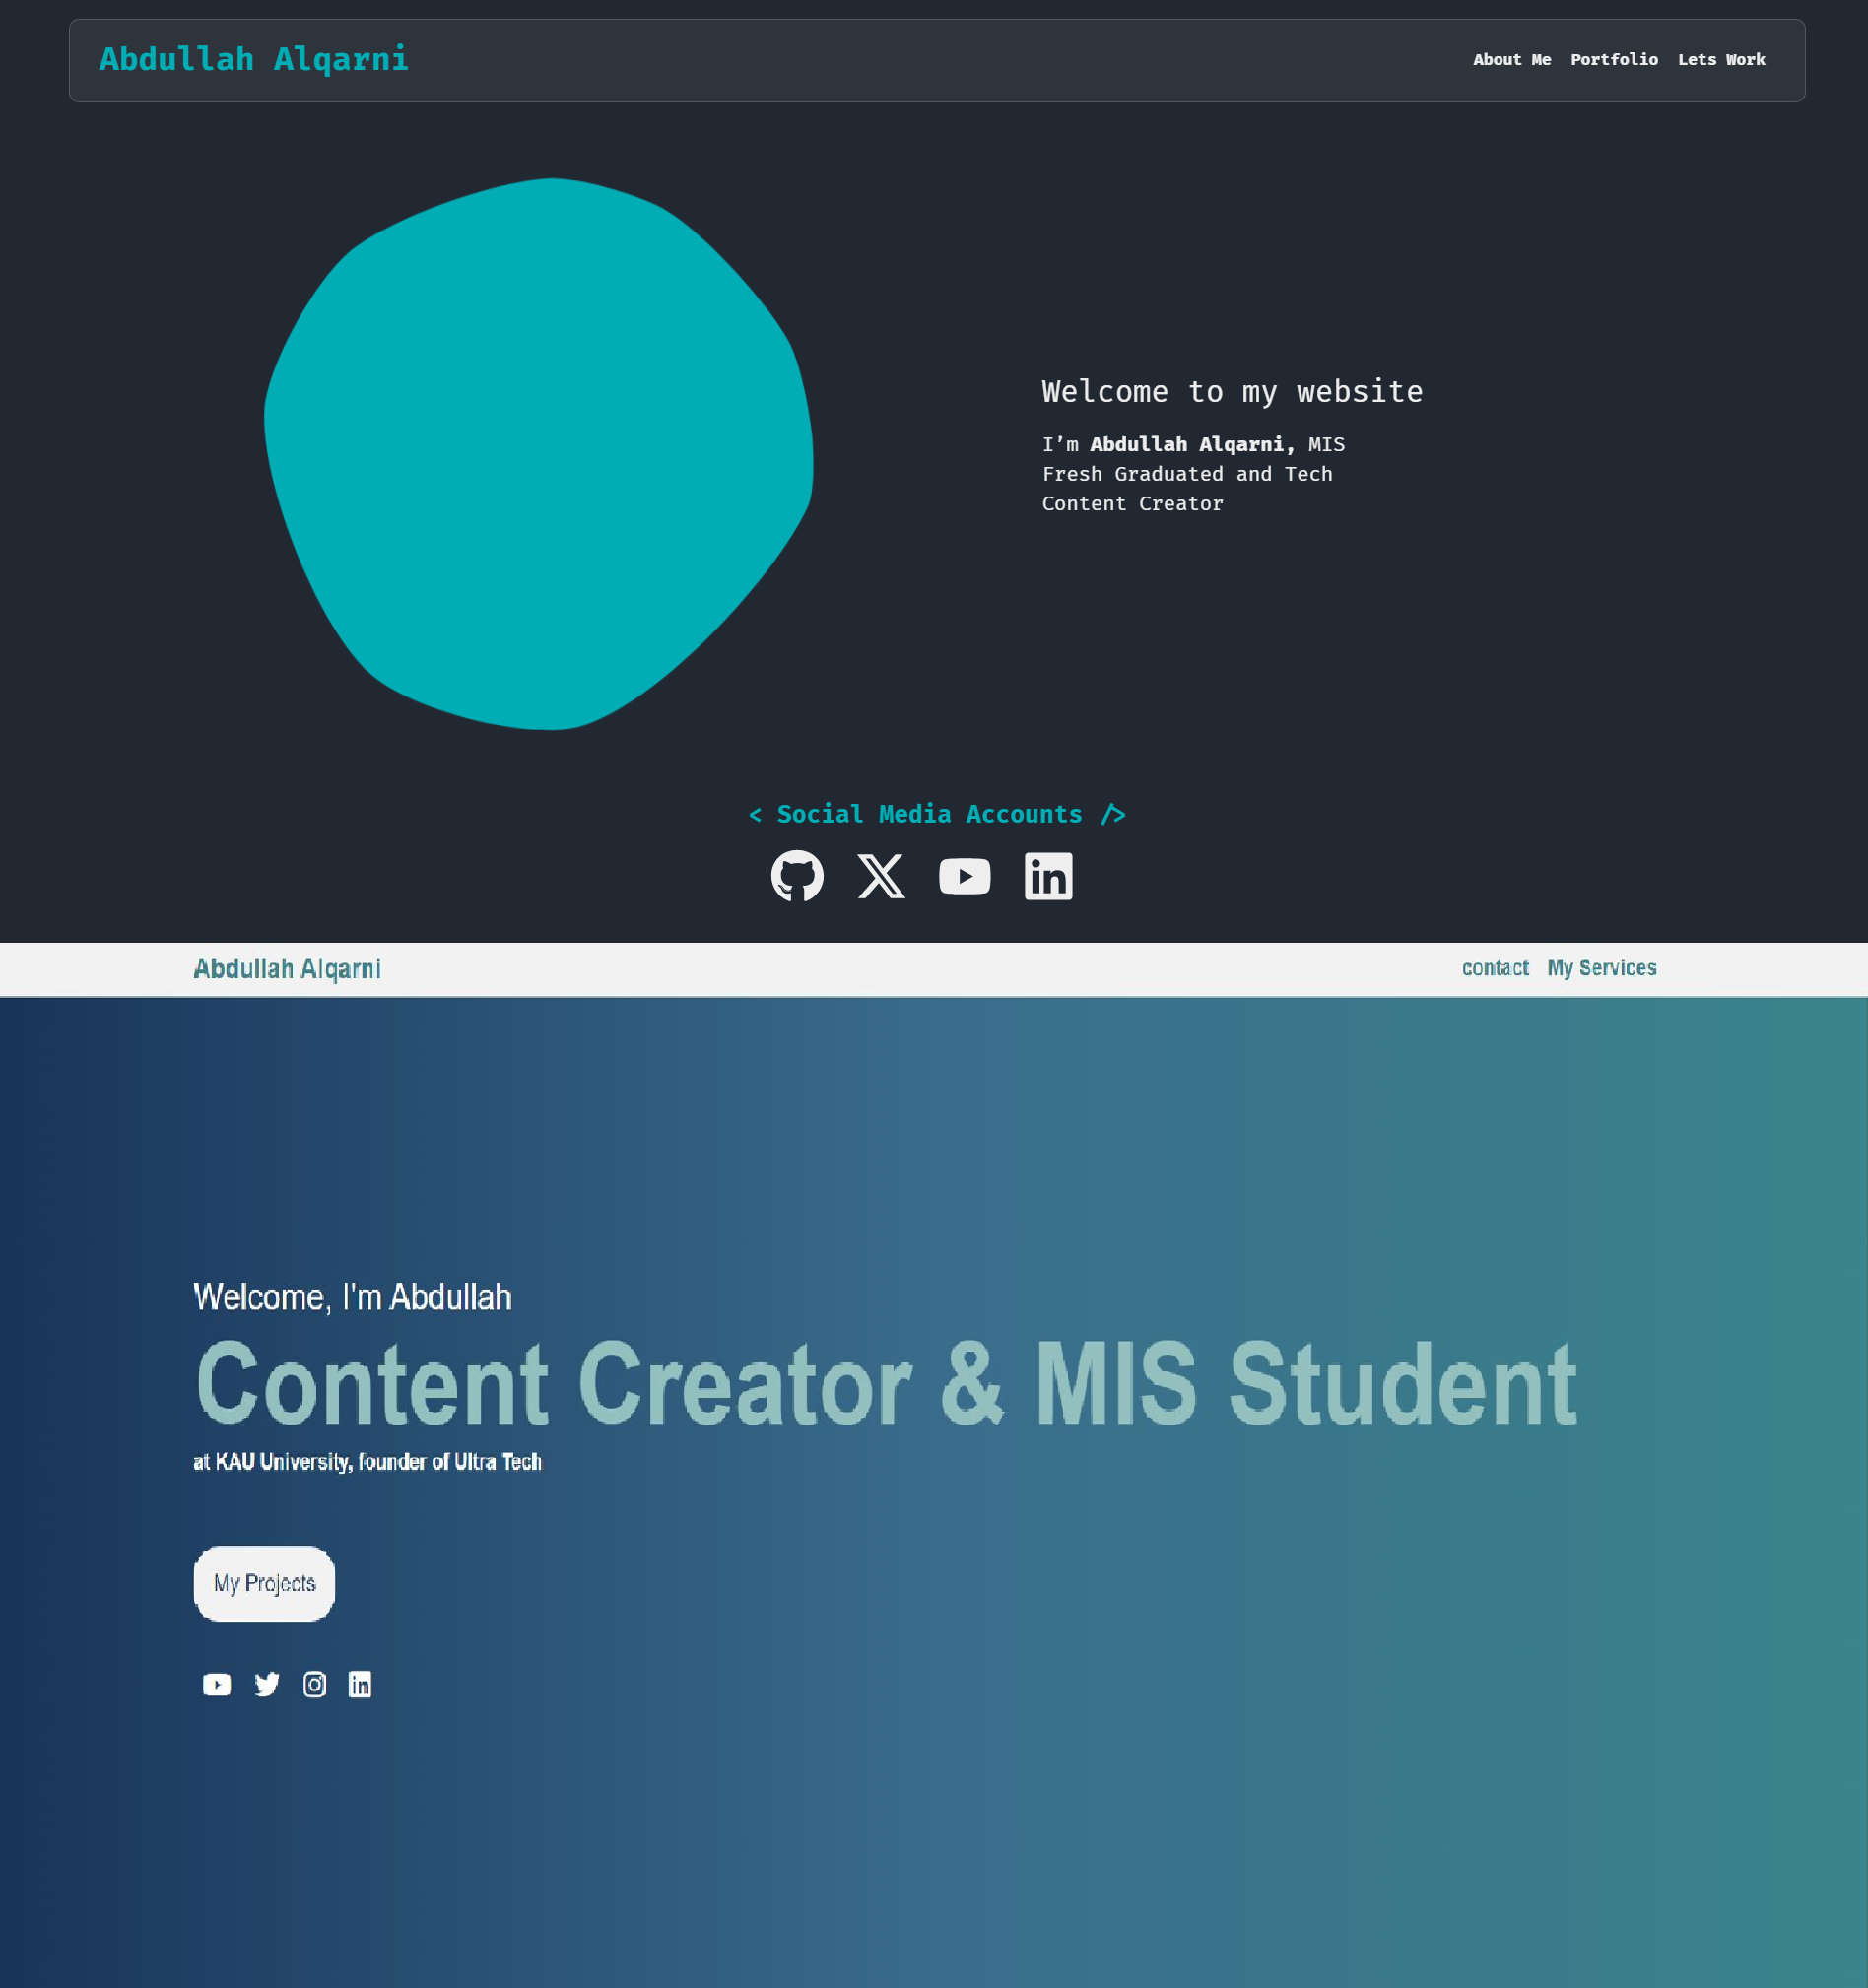 Abdullah Alqarni
About Me Portfolio Lets Work
Welcome to my website
I’m Abdullah Alqarni, MIS
Fresh Graduated and Tech
Content Creator
< Social Media Accounts />
Abdullah Alqarni
contact My Services
Welcome, I'm Abdullah
Content Creator & MIS Student
at KAU University, founder of Ultra Tech
My Projects